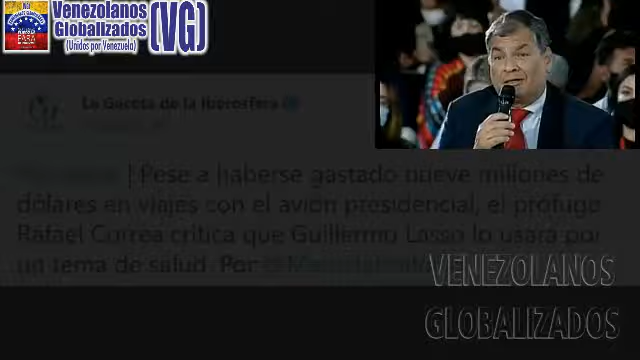 Venezolanos
Globalizados
(Unidos por Venezuela)
(VG)
La Gaceta de la Iberosfera
| Pese a haberse gastado nueve millones de
dólares en viajes con el avión presidencial, el prófugo
Rafael Correa critica que Guillermo Lasso lo usara por
un tema de salud. Por
VENEZOLANOS
GLOBALIZADOS